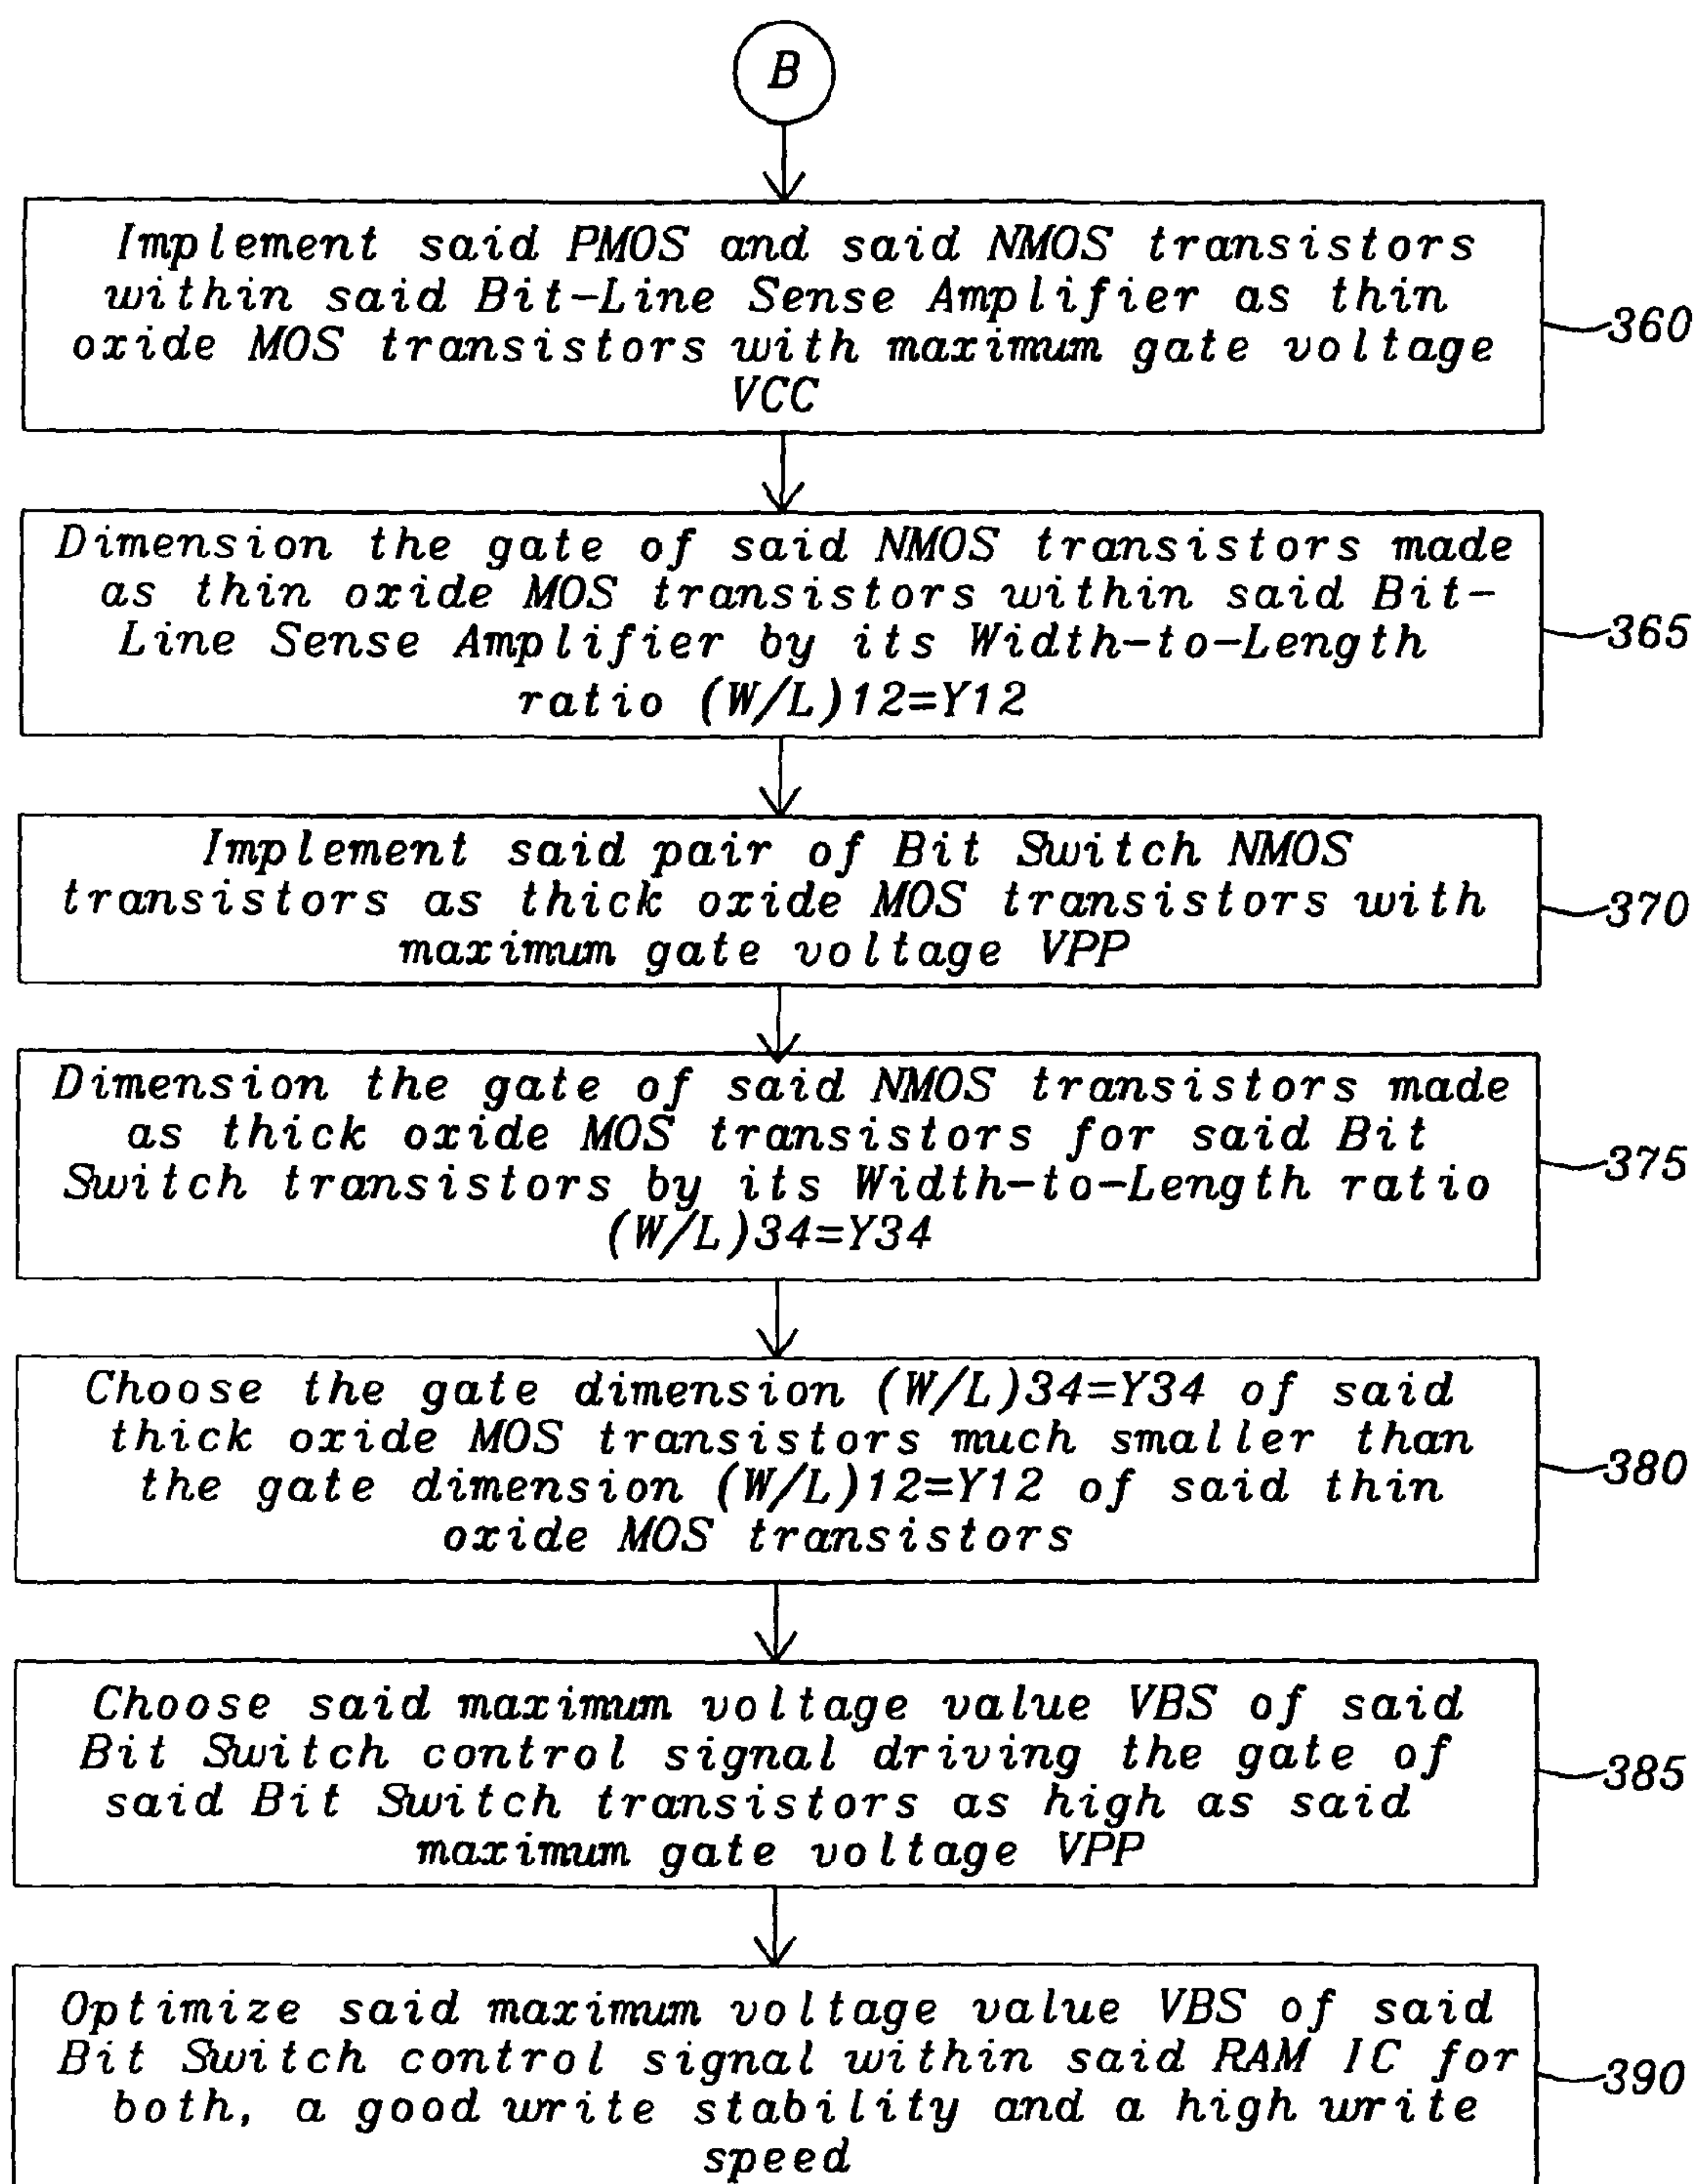 B
Implement said PMOS and said NMOS transistors
within said Bit-Line Sense Amplifier as thin
oxide MOS transistors with maximum gate voltage
VCC
360
Dimension the gate of said NMOS transistors made
as thin oxide MOS transistors within said Bit-
Line Sense Amplifier by its Width-to-Length
ratio (W/L)12=Y12
365
Implement said pair of Bit Switch NMOS
transistors as thick oxide MOS transistors with
maximum gate voltage VPP
370
Dimension the gate of said NMOS transistors made
as thick oxide MOS transistors for said Bit
Switch transistors by its Width-to-Length ratio
(W/L)34=Y34
375
Choose the gate dimension (W/L)34=Y34 of said
thick oxide MOS transistors much smaller than
the gate dimension (W/L)12=Y12 of said thin
oxide MOS transistors
380
Choose said maximum voltage value VBS of said
Bit Switch control signal driving the gate of
said Bit Switch transistors as high as said
maximum gate voltage VPP
385
Optimize said maximum voltage value VBS of said
Bit Switch control signal within said RAM IC for
both, a good write stability and a high write
speed
390